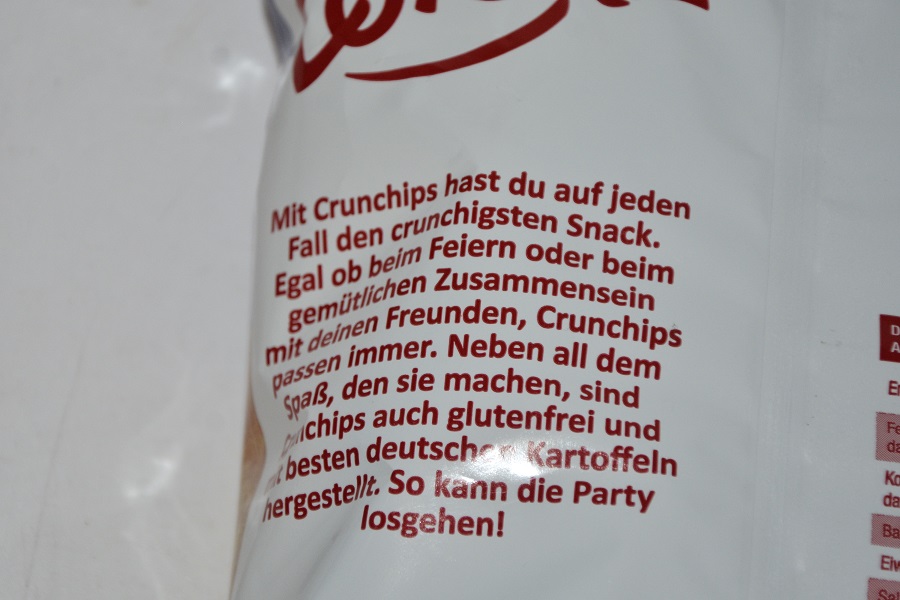 Mit Crunchips hast du auf jeden
Fall den crunchigsten Snack.
Egal ob beim Feiern oder beim
gemütlichen Zusammensein
mit deinen Freunden, Crunchips
passen immer. Neben all dem
Spaß, den sie machen, sind
Crunchips auch glutenfrei und
besten deutschen Kartoffeln
hergestellt. So kann die Party
losgehen!